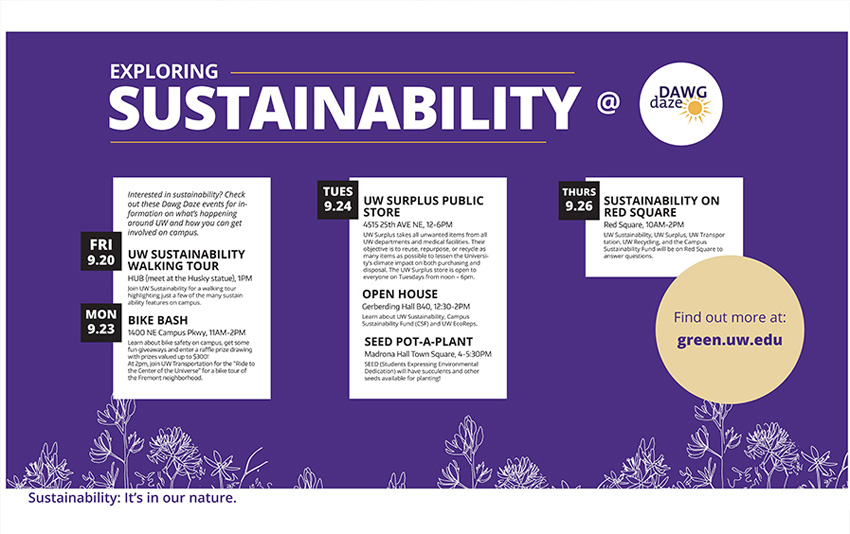 EXPLORING
SUSTAINABILITY @
DAWG
daze
Interested in sustainability? Check
out these Dawg Daze events for in-
formation on what's happening
around UW and how you can get
involved on campus.
FRI
9.20
UW SUSTAINABILITY
WALKING TOUR
HUB (meet at the Husky statue), 1PM
Join UW Sustainability for a walking tour
highlighting just a few of the many sustain
ability features on campus.
MON
9.23
BIKE BASH
1400 NE Campus Pkwy, 11AM-2PM
Learn about bike safety on campus, get some
fun giveaways and enter a raffle prize drawing
with prizes valued up to $300!
At 2pm, join UW Transportation for the "Ride to
the Center of the Universe" for a bike tour of
the Fremont neighborhood.
TUES
9.24
UW SURPLUS PUBLIC
STORE
4515 25th AVE NE, 12-6PM
UW Surplus takes all unwanted items from all
UW departments and medical facilities. Their
objective is to reuse, repurpose, or recycle as
many items as possible to lessen the Universi-
ty's climate impact on both purchasing and
disposal. The UW Surplus store is open to
everyone on Tuesdays from noon - 6pm.
OPEN HOUSE
Gerberding Hall B40, 12:30-2PM
Learn about UW Sustainability, Campus
Sustainability Fund (CSF) and UW EcoReps.
SEED POT-A-PLANT
Madrona Hall Town Square, 4-5:30PM
SEED (Students Expressing Environmental
Dedication) will have succulents and other
seeds available for planting!
THURS
9.26
SUSTAINABILITY ON
RED SQUARE
Red Square, 10AM-2PM
UW Sustainability, UW Surplus, UW Transpor
tation, UW Recycling, and the Campus
Sustainability Fund will be on Red Square to
answer questions.
Find out more at:
green.uw.edu
Sustainability: It's in our nature.